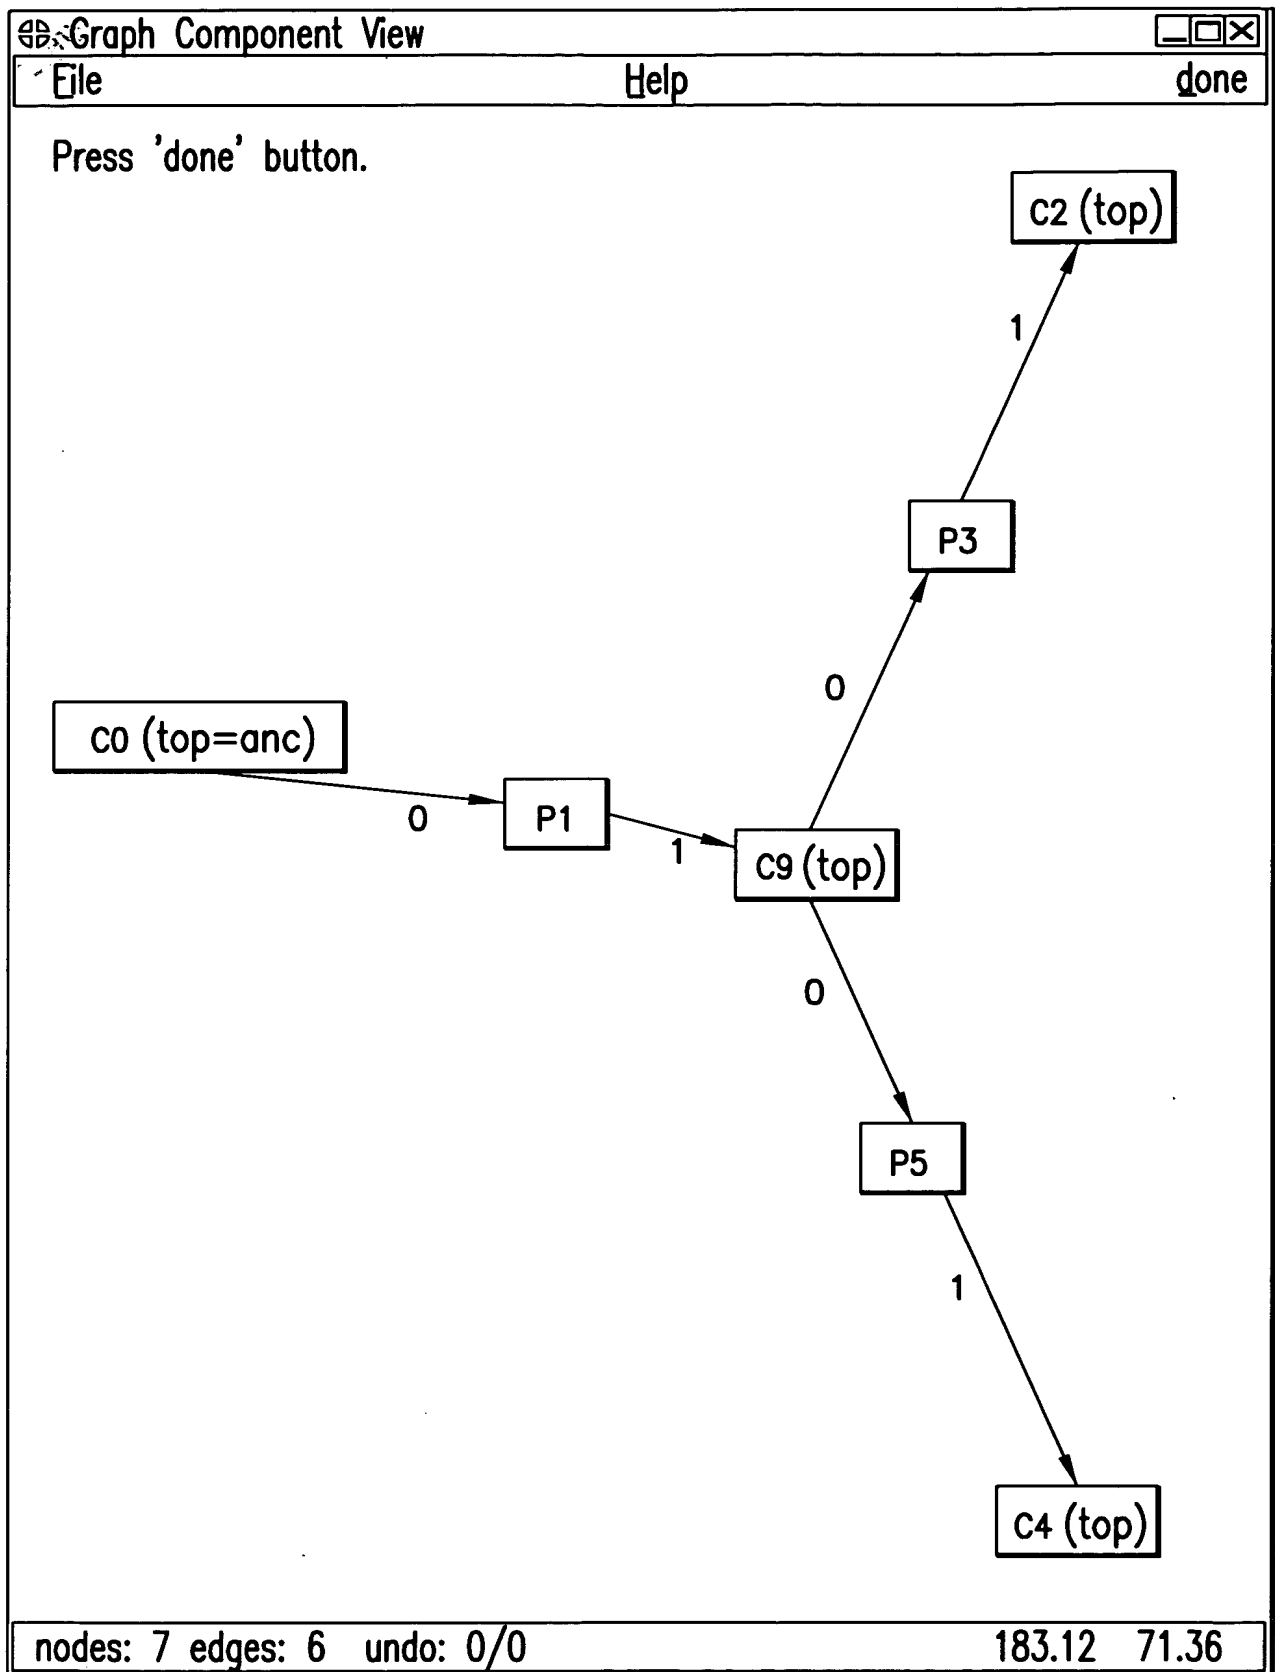 Graph Component View
File Help done
Press 'done' button.
C2 (top)
1
P3
0
C0 (top=anc)
0
P1
1
C9 (top)
0
P5
1
C4 (top)
nodes: 7 edges: 6 undo: 0/0 183.12 71.36